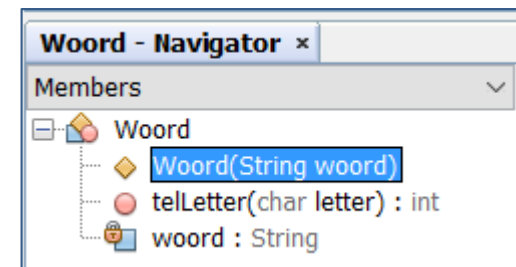 Woord - Navigator ×
Members
Woord
Woord(String woord)
telLetter(char letter) : int
woord : String